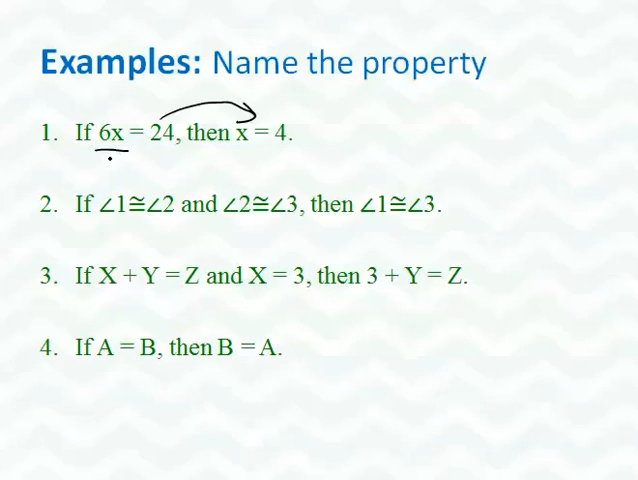 Examples: Name the property
1. If 6x = 24, then x = 4.
2. If ∠1≅∠2 and ∠2≅∠3, then ∠1≅∠3.
3. If X + Y = Z and X = 3, then 3 + Y = Z.
4. If A = B, then B = A.